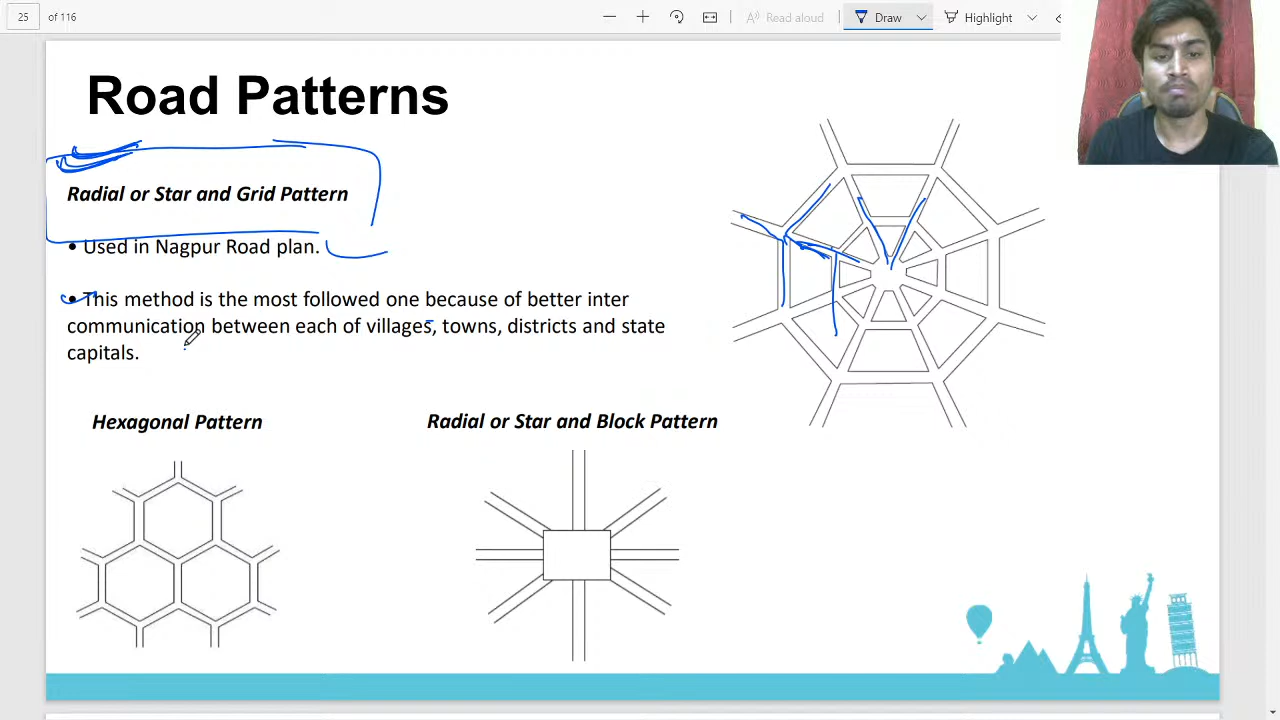 25 of 116
Read aloud
Draw
Highlight
Road Patterns
Radial or Star and Grid Pattern
• Used in Nagpur Road plan.
• This method is the most followed one because of better inter
communication between each of villages, towns, districts and state
capitals.
Hexagonal Pattern
Radial or Star and Block Pattern